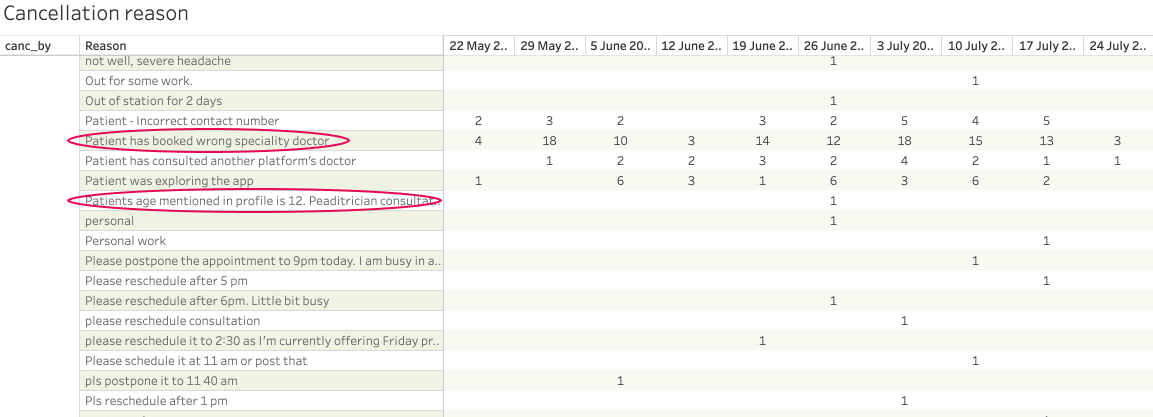 Cancellation reason
canc_by Reason 22 May 2.. 29 May 2.. 5 June 20.. 12 June 2.. 19 June 2.. 26 June 2.. 3 July 20.. 10 July 2.. 17 July 2.. 24 July 2..
not well, severe headache 1
Out for some work. 1
Out of station for 2 days 1
Patient - Incorrect contact number 2 3 2 3 2 5 4 5
Patient has booked wrong speciality doctor 4 18 10 3 14 12 18 15 13 3
Patient has consulted another platform's doctor 1 2 2 3 2 4 2 1 1
Patient was exploring the app 1 6 3 1 6 3 6 2
Patients age mentioned in profile is 12. Peaditrician consultat.. 1
personal 1
Personal work 1
Please postpone the appointment to 9pm today. I am busy in a.. 1
Please reschedule after 5 pm 1
Please reschedule after 6pm. Little bit busy 1
please reschedule consultation 1
please reschedule it to 2:30 as I'm currently offering Friday pr.. 1
Please schedule it at 11 am or post that 1
pls postpone it to 11 40 am 1
Pls reschedule after 1 pm 1